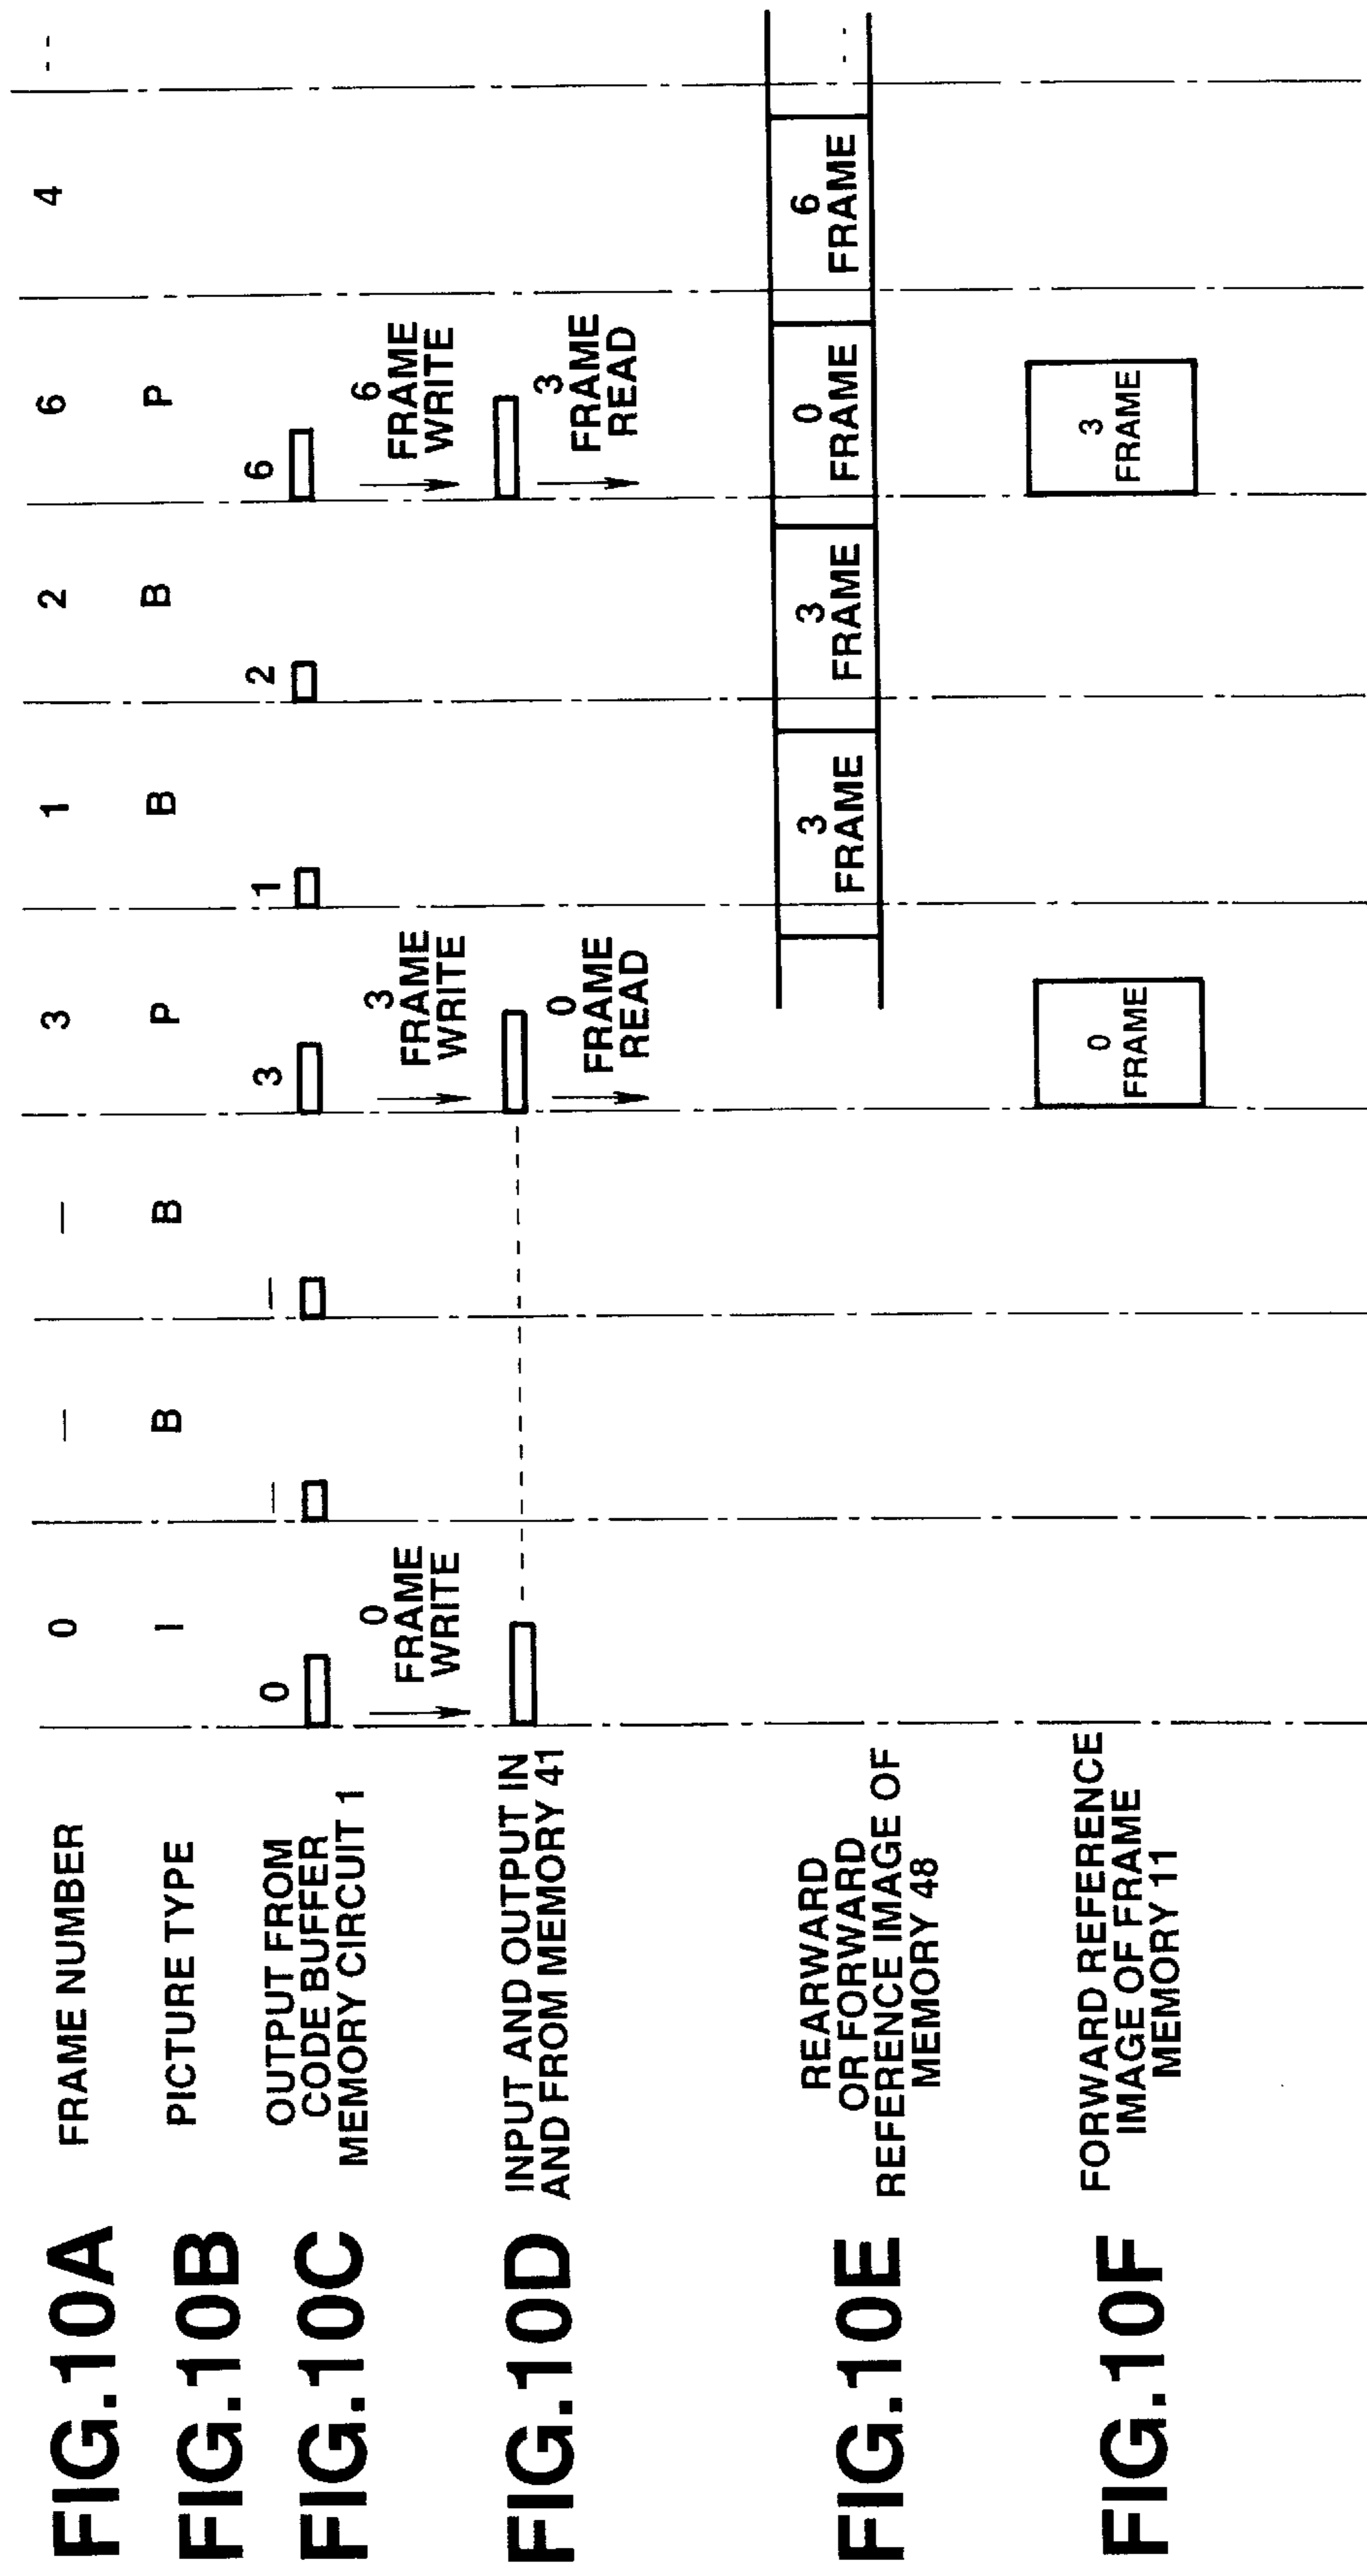 FIG.10A
FRAME NUMBER
0
—
—
3
1
2
6
4
--
FIG.10B
PICTURE TYPE
I
B
B
P
B
B
P
FIG.10C
OUTPUT FROM
CODE BUFFER
MEMORY CIRCUIT 1
0
—
—
3
1
2
6
FIG.10D
INPUT AND OUTPUT IN
AND FROM MEMORY 41
0
FRAME
WRITE
3
FRAME
WRITE
0
FRAME
READ
6
FRAME
WRITE
3
FRAME
READ
FIG.10E
REARWARD
OR FORWARD
REFERENCE IMAGE OF
MEMORY 48
3
FRAME
3
FRAME
0
FRAME
6
FRAME
--
FIG.10F
FORWARD REFERENCE
IMAGE OF FRAME
MEMORY 11
0
FRAME
3
FRAME